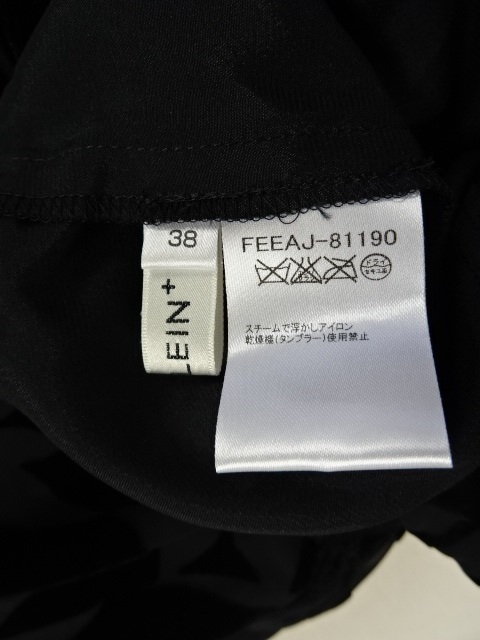 38
EIN+
FEEAJ-81190
ドライ
セキユ系
スチームで浮かしアイロン
乾燥機(タンブラー)使用禁止